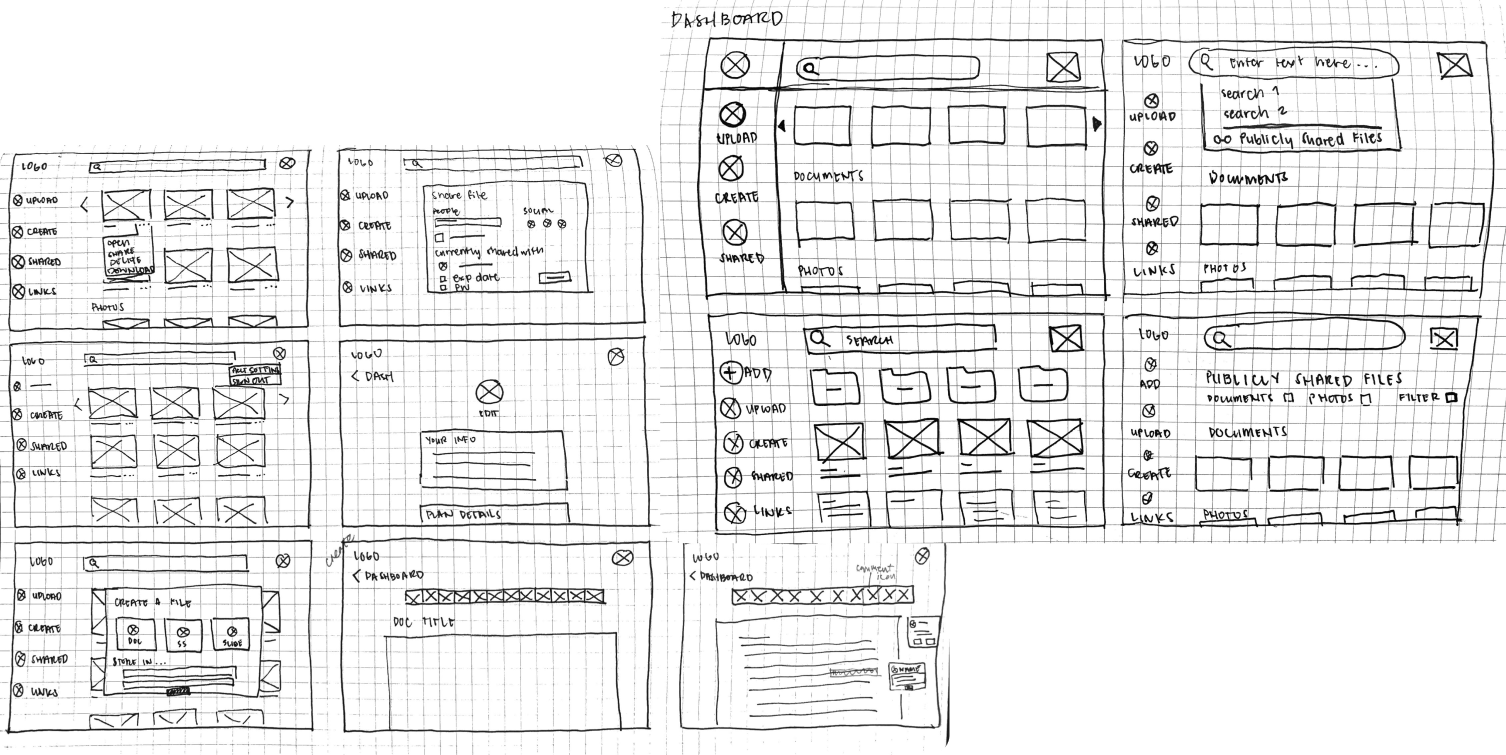 DASHBOARD
UPLOAD
CREATE
SHARED
DOCUMENTS
PHOTOS
LOGO
Enter text here...
search 1
search 2
Publicly shared Files
UPLOAD
CREATE
SHARED
LINKS
DOCUMENTS
PHOTOS
LOGO
SEARCH
ADD
UPLOAD
CREATE
SHARED
LINKS
LOGO
ADD
UPLOAD
CREATE
LINKS
PUBLICLY SHARED FILES
DOCUMENTS PHOTOS FILTER
DOCUMENTS
PHOTOS
LOGO
UPLOAD
CREATE
SHARED
LINKS
OPEN
SHARE
DELETE
DOWNLOAD
PHOTOS
LOGO
UPLOAD
CREATE
SHARED
LINKS
Share file
PEOPLE
SOCIAL
currently shared with
exp date
PW
LOGO
CREATE
SHARED
LINKS
SIGN OUT
LOGO
< DASH
EDIT
YOUR INFO
PLAN DETAILS
LOGO
UPLOAD
CREATE
SHARED
LINKS
CREATE A FILE
DOC
SS
SLIDE
STORE IN...
create
LOGO
< DASHBOARD
DOC TITLE
LOGO
< DASHBOARD
comment
icon
NAME